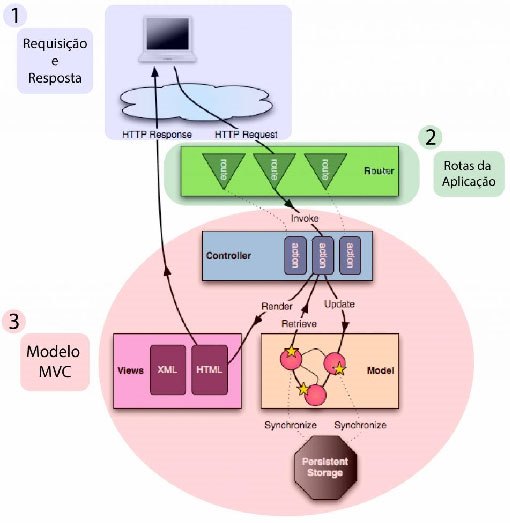 1
Requisição
e
Resposta
HTTP Response
HTTP Request
2
Rotas da
Aplicação
route
route
route
Router
Invoke
Controller
action
action
action
Render
Update
Retrieve
3
Modelo
MVC
Views
XML
HTML
Model
Synchronize
Synchronize
Persistent
Storage